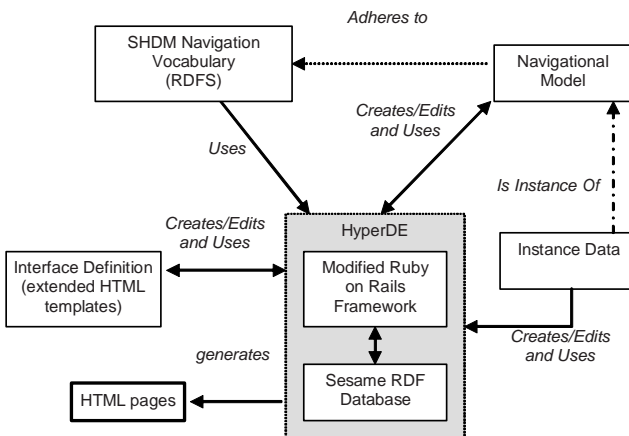 Adheres to
SHDM Navigation
Vocabulary
(RDFS)
Navigational
Model
Creates/Edits
and Uses
Uses
Is Instance Of
Creates/Edits
and Uses
HyperDE
Interface Definition
(extended HTML
templates)
Modified Ruby
on Rails
Framework
Instance Data
Creates/Edits
and Uses
generates
Sesame RDF
Database
HTML pages